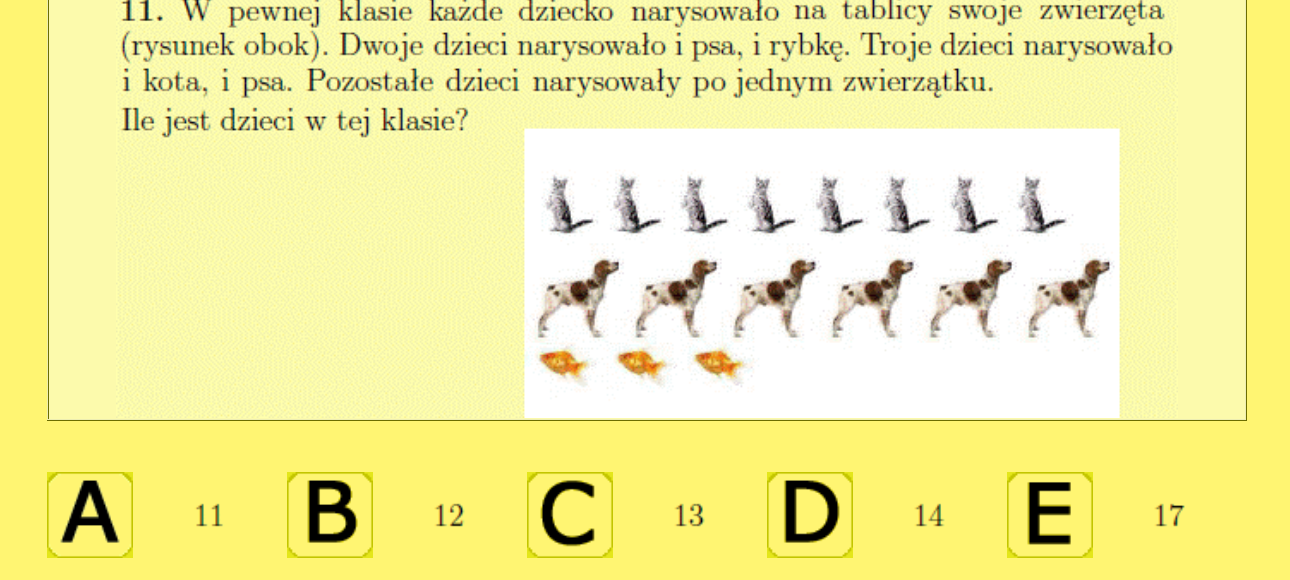 11. W pewnej klasie każde dziecko narysowało na tablicy swoje zwierzęta
(rysunek obok). Dwoje dzieci narysowało i psa, i rybkę. Troje dzieci narysowało
i kota, i psa. Pozostałe dzieci narysowały po jednym zwierzątku.
Ile jest dzieci w tej klasie?
A 11 B 12 C 13 D 14 E 17